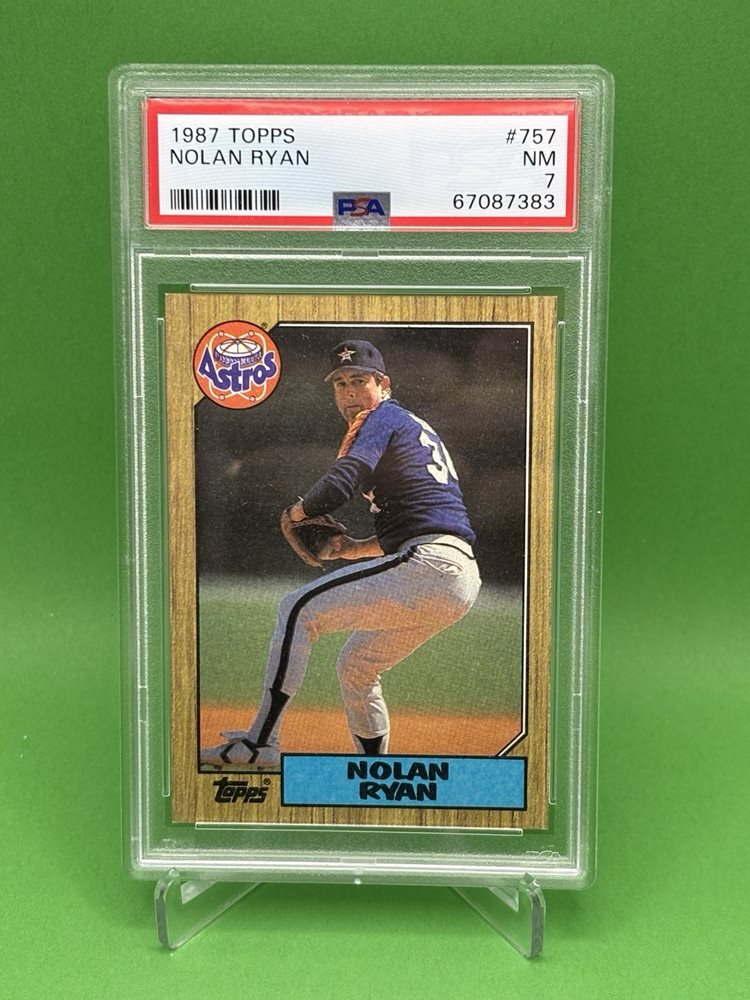 1987 TOPPS #757
NOLAN RYAN NM
7
PSA 67087383
Astros
topps
NOLAN
RYAN